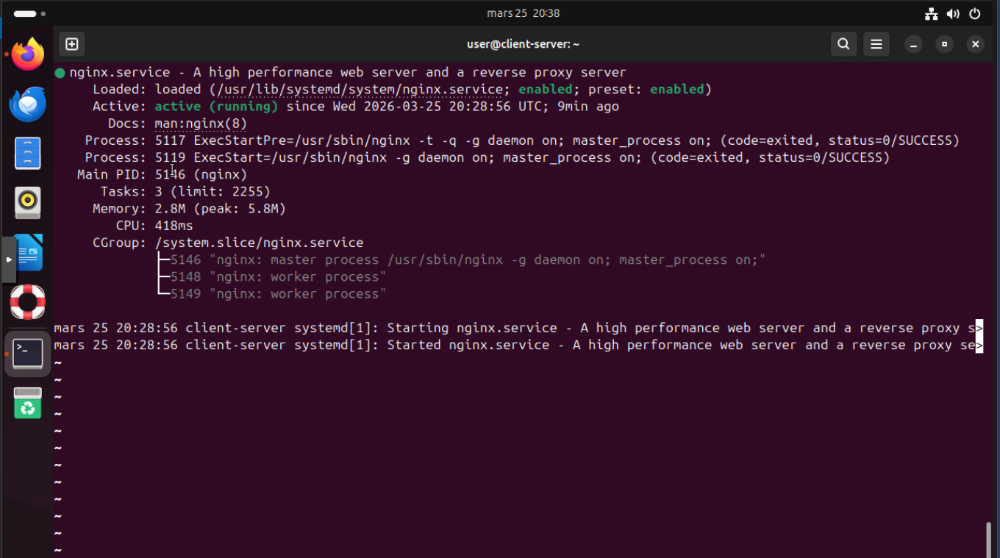 mars 25 20:38
user@client-server: ~
nginx.service - A high performance web server and a reverse proxy server
Loaded: loaded (/usr/lib/systemd/system/nginx.service; enabled; preset: enabled)
Active: active (running) since Wed 2026-03-25 20:28:56 UTC; 9min ago
Docs: man:nginx(8)
Process: 5117 ExecStartPre=/usr/sbin/nginx -t -q -g daemon on; master_process on; (code=exited, status=0/SUCCESS)
Process: 5119 ExecStart=/usr/sbin/nginx -g daemon on; master_process on; (code=exited, status=0/SUCCESS)
Main PID: 5146 (nginx)
Tasks: 3 (limit: 2255)
Memory: 2.8M (peak: 5.8M)
CPU: 418ms
CGroup: /system.slice/nginx.service
├─5146 "nginx: master process /usr/sbin/nginx -g daemon on; master_process on;"
├─5148 "nginx: worker process"
└─5149 "nginx: worker process"
mars 25 20:28:56 client-server systemd[1]: Starting nginx.service - A high performance web server and a reverse proxy s>
mars 25 20:28:56 client-server systemd[1]: Started nginx.service - A high performance web server and a reverse proxy se>
~
~
~
~
~
~
~
~
~
~
~
~